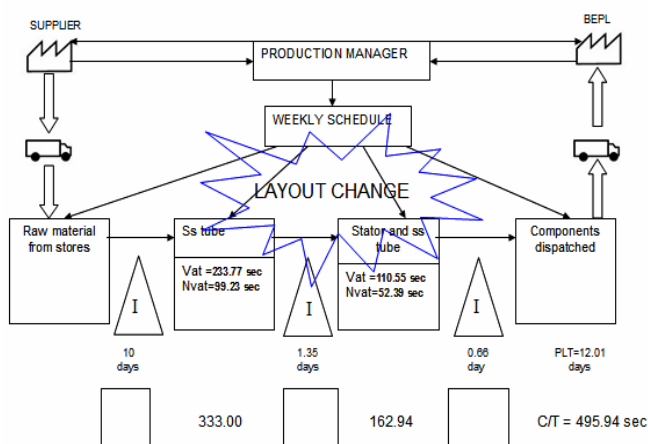 SUPPLIER
BEPL
PRODUCTION MANAGER
WEEKLY SCHEDULE
LAYOUT CHANGE
Raw material
from stores
Ss tube
Stator and ss
tube
Components
dispatched
Vat =233.77 sec
Nvat=99.23 sec
Vat =110.55 sec
Nvat=52.39 sec
I
I
I
10
days
1.35
days
0.66
day
PLT=12.01
days
333.00
162.94
C/T = 495.94 sec